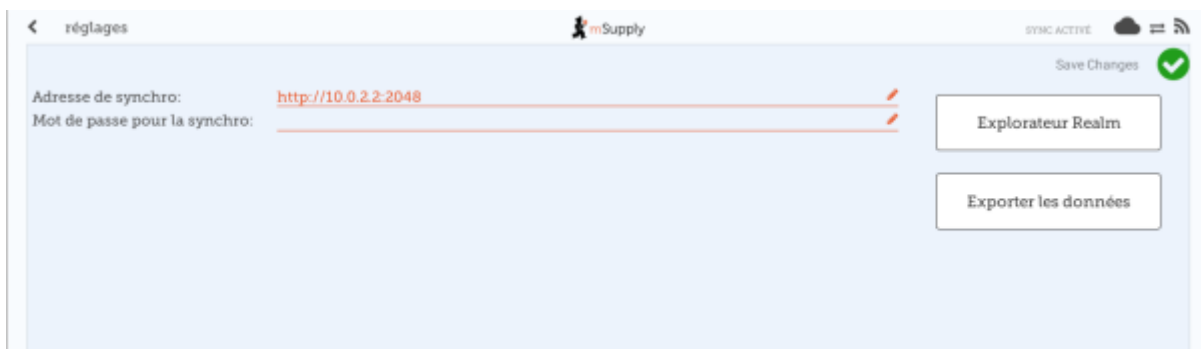 réglages mSupply SYNC ACTIVE
Save Changes
Adresse de synchro: http://10.0.2.2:2048
Mot de passe pour la synchro:
Explorateur Realm
Exporter les données